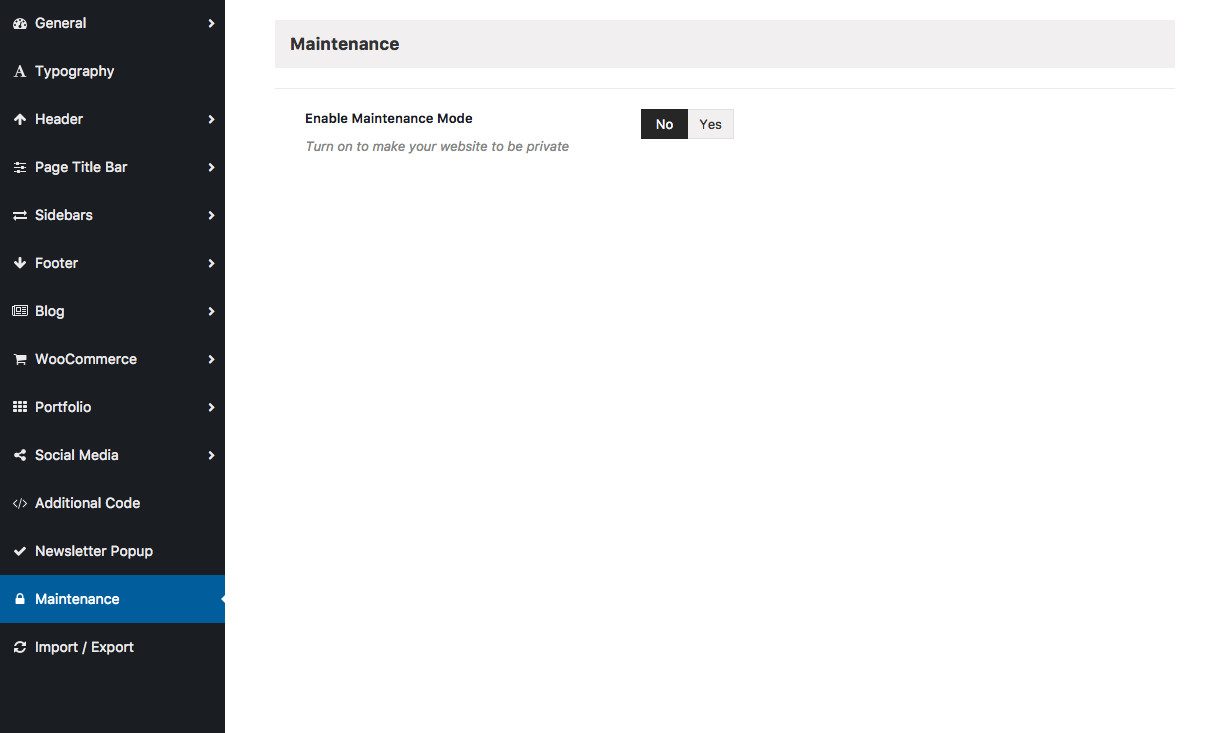 General
Typography
Header
Page Title Bar
Sidebars
Footer
Blog
WooCommerce
Portfolio
Social Media
Additional Code
Newsletter Popup
Maintenance
Import / Export
Maintenance
Enable Maintenance Mode
Turn on to make your website to be private
No Yes